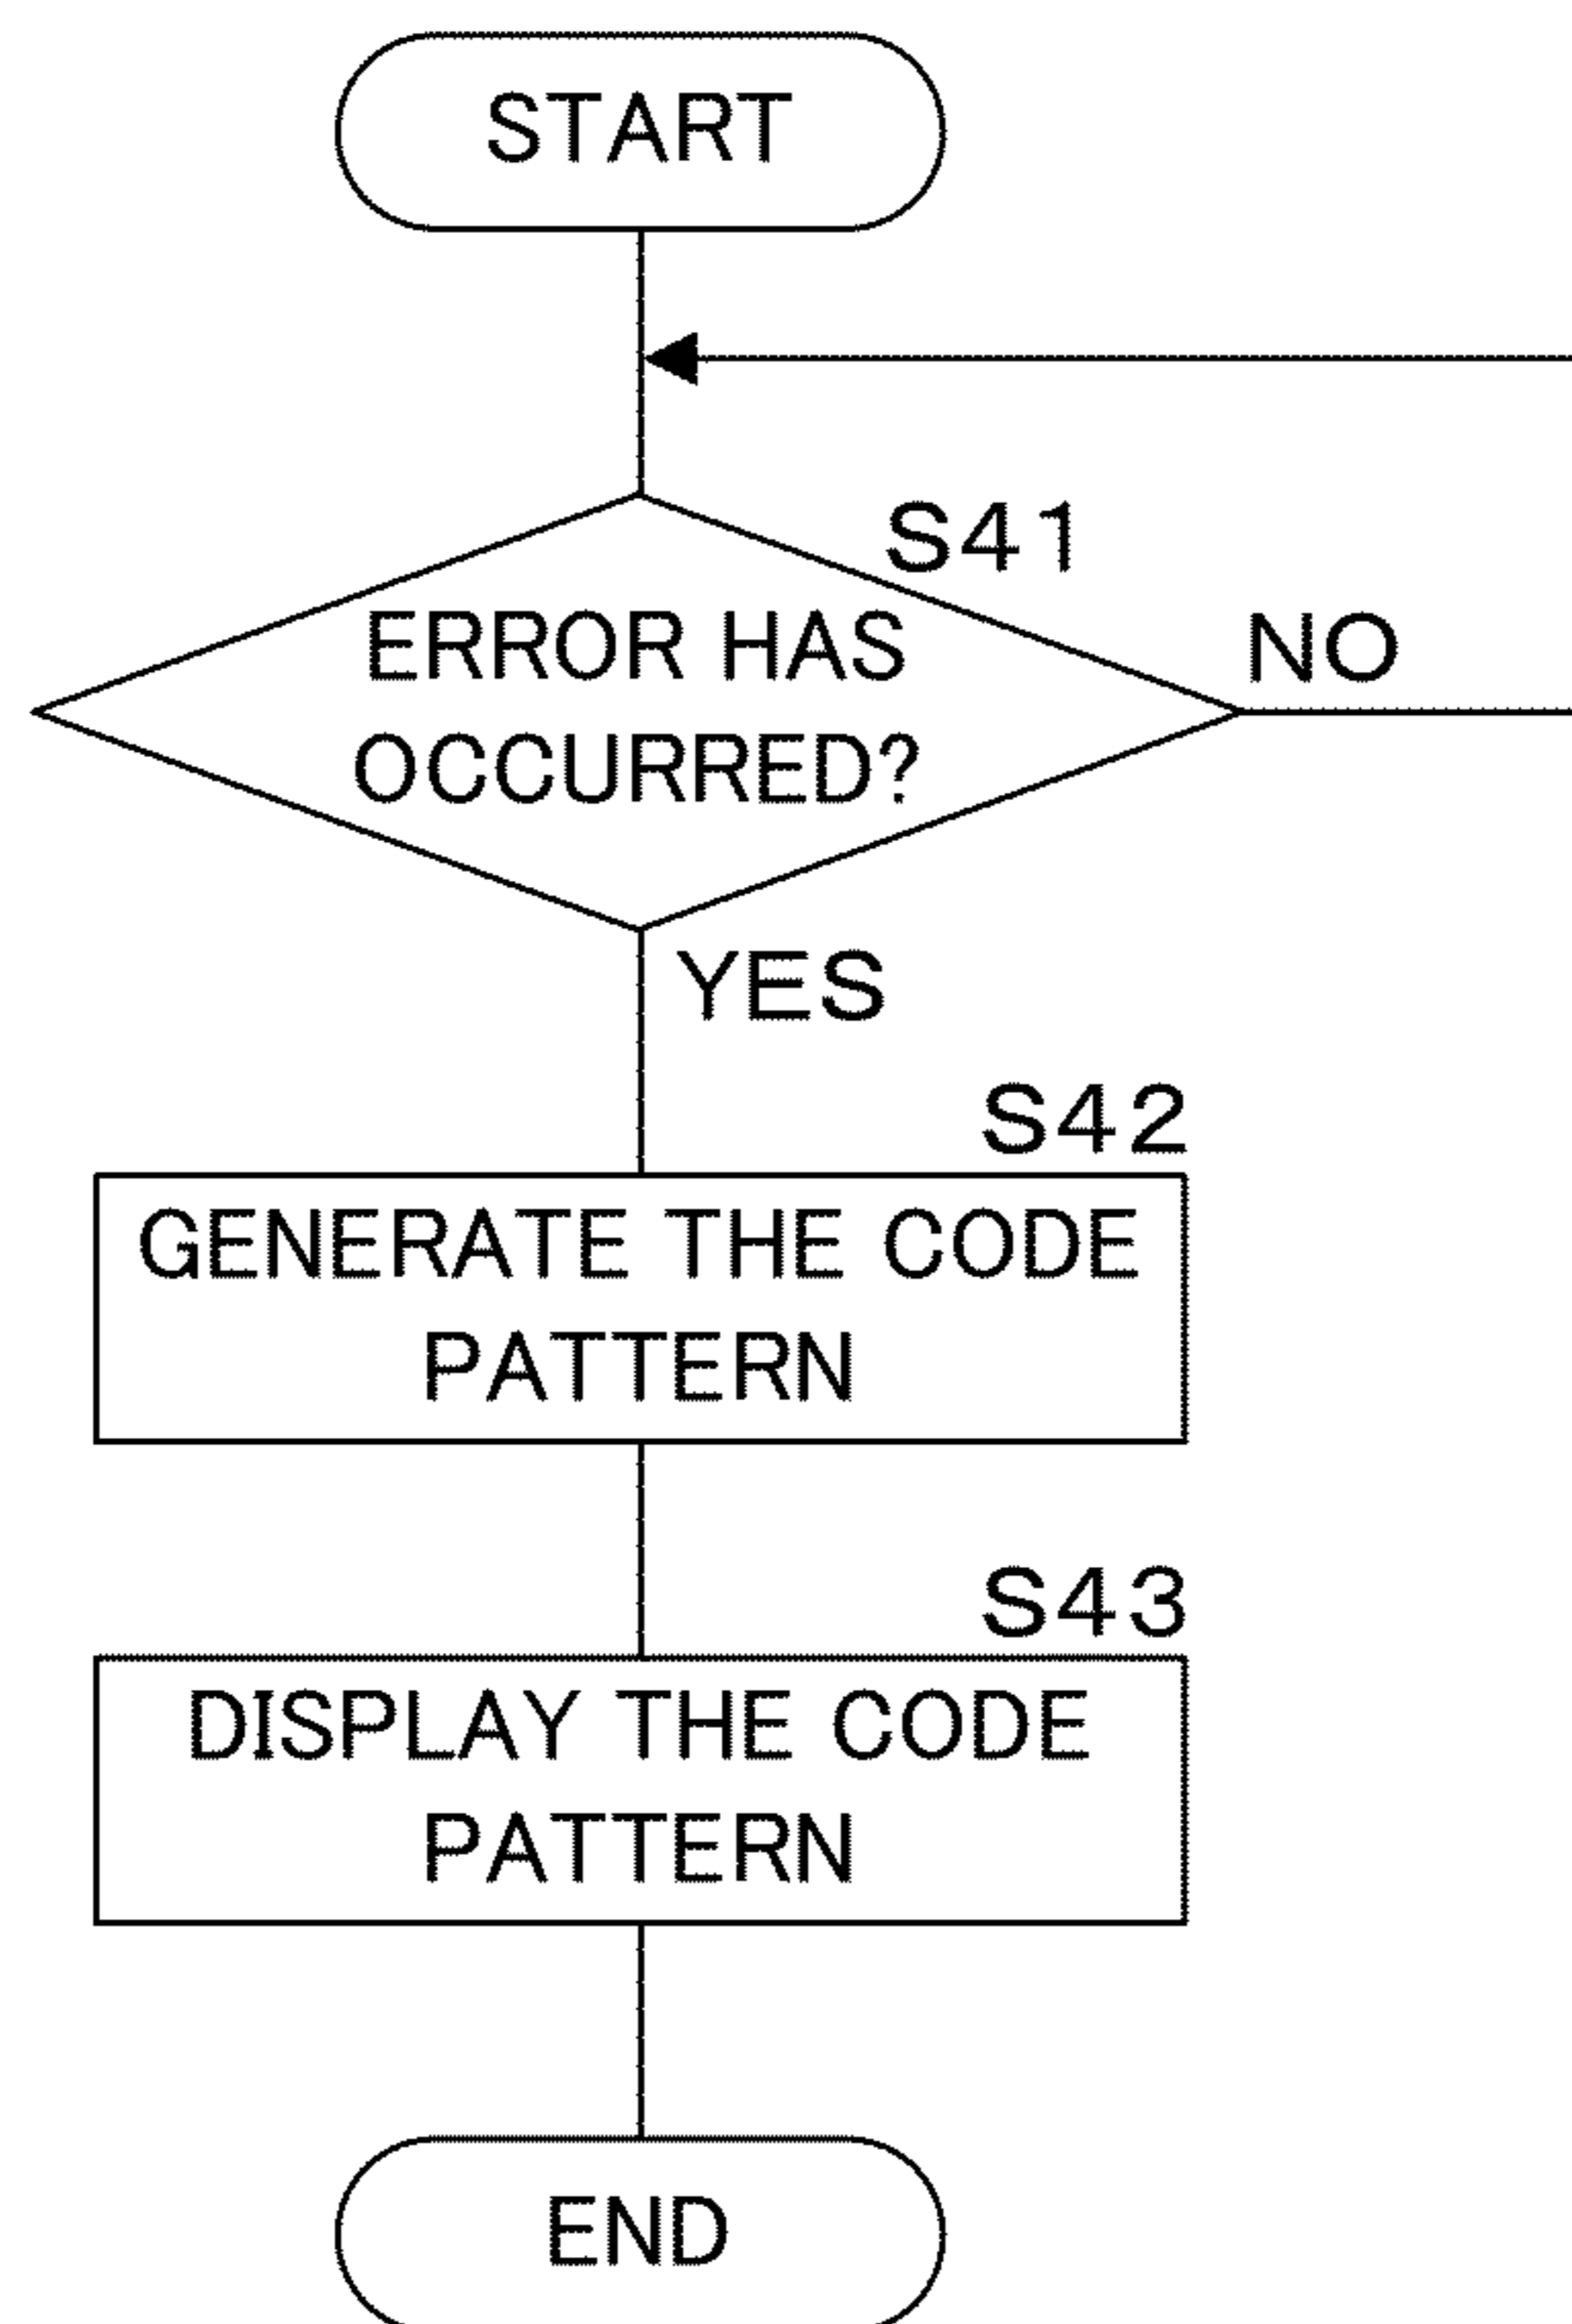 START
S41
ERROR HAS
OCCURRED?
NO
YES
S42
GENERATE THE CODE
PATTERN
S43
DISPLAY THE CODE
PATTERN
END